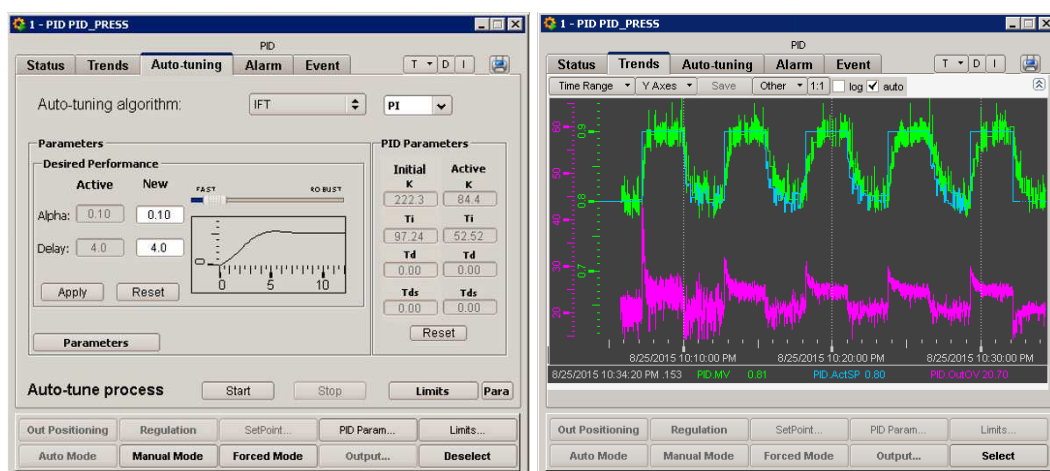 1 - PID PID_PRESS
PID
Status Trends Auto-tuning Alarm Event T D I
Auto-tuning algorithm: IFT PI
Parameters
Desired Performance
Active New
FAST ROBUST
Alpha: 0.10 0.10
Delay: 4.0 4.0
0 5 10
Apply Reset
Parameters
PID Parameters
Initial Active
K K
222.3 84.4
Ti Ti
97.24 52.52
Td Td
0.00 0.00
Tds Tds
0.00 0.00
Reset
Auto-tune process Start Stop Limits Para
Out Positioning Regulation SetPoint... PID Param... Limits...
Auto Mode Manual Mode Forced Mode Output... Deselect
1 - PID PID_PRESS
PID
Status Trends Auto-tuning Alarm Event T D I
Time Range Y Axes Save Other 1:1 log auto
60
50
40
30
20
0.9
0.8
0.7
8/25/2015 10:10:00 PM 8/25/2015 10:20:00 PM 8/25/2015 10:30:00 PM
8/25/2015 10:34:20 PM .153 PID.MV 0.81 PID.ActSP 0.80 PID.OutOV 20.70
Out Positioning Regulation SetPoint... PID Param... Limits...
Auto Mode Manual Mode Forced Mode Output... Select